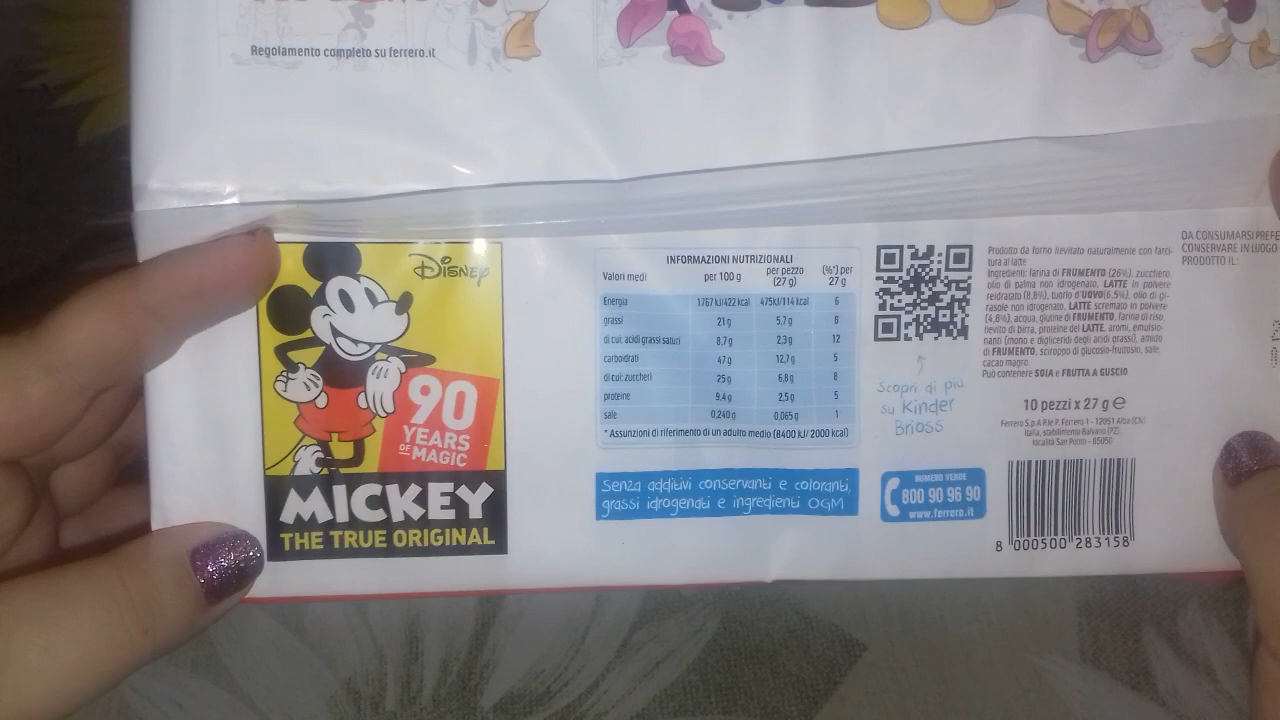 Regolamento completo su ferrero.it
Disney
90
YEARS
OF MAGIC
MICKEY
THE TRUE ORIGINAL
INFORMAZIONI NUTRIZIONALI
Valori medi per 100 g per pezzo (27 g) (%*) per 27 g
Energia 1767 kJ/422 kcal 475kJ/114 kcal 6
grassi 21 g 5,7 g 8
di cui: acidi grassi saturi 8,7 g 2,3 g 12
carboidrati 47 g 12,7 g 5
di cui: zuccheri 25 g 6,8 g 8
proteine 9,4 g 2,5 g 5
sale 0,240 g 0,065 g 1
* Assunzioni di riferimento di un adulto medio (8400 kJ/ 2000 kcal)
Senza additivi conservanti e coloranti,
grassi idrogenati e ingredienti OGM
Scopri di più
su Kinder
Brioss
NUMERO VERDE
800 90 96 90
www.ferrero.it
Prodotto da forno lievitato naturalmente con farci-
tura al latte
Ingredienti: farina di FRUMENTO (26%), zucchero,
olio di palma non idrogenato, LATTE in polvere
reidratato (8,8%), tuorlo d'UOVO(6,5%), olio di gi-
rasole non idrogenato, LATTE scremato in polvere
(4,8%), acqua, glutine di FRUMENTO, farina di riso,
lievito di birra, proteine del LATTE, aromi, emulsio-
nanti (mono e digliceridi degli acidi grassi), amido
di FRUMENTO, sciroppo di glucosio-fruttosio, sale,
cacao magro.
Può contenere SOIA e FRUTTA A GUSCIO
10 pezzi x 27 g e
Ferrero S.p.A P.le P. Ferrero 1 - 12051 Alba (CN)
Italia, stabilimento Balvano (PZ)
località San Potito - 85050
8 000500 283158
DA CONSUMARSI PREFE
CONSERVARE IN LUOGO
PRODOTTO IL: